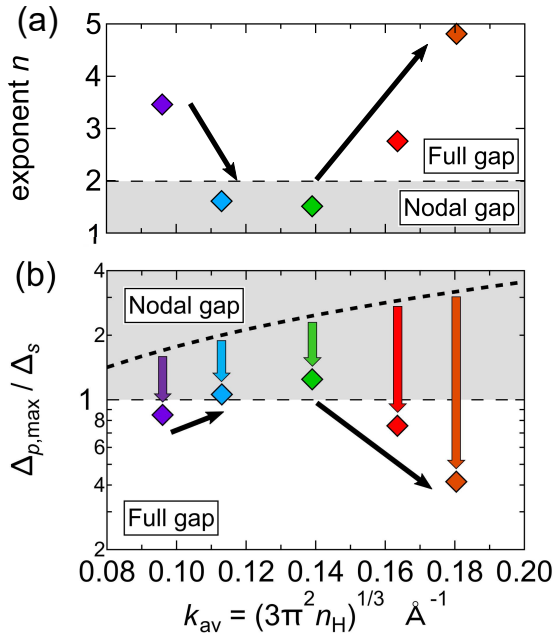 (a)
5
4
3
2
1
exponent n
Full gap
Nodal gap
(b)
4
2
1
8
6
4
2
Δp,max / Δs
Nodal gap
Full gap
0.08 0.10 0.12 0.14 0.16 0.18 0.20
kav = (3π²nH)^1/3 Å⁻¹